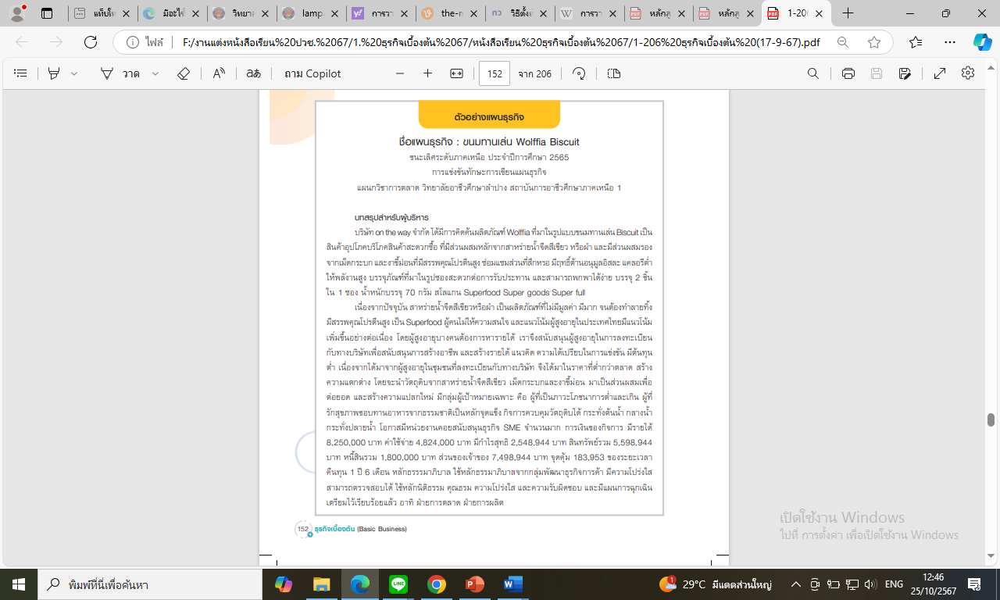 แท็บให
มีอะไร
วิทยาล
lampa
การวา
the-n
วิธีตั้งเ
การวา
หลักสู
หลักสู
1-20
ไฟล์
F:/งานแต่งหนังสือเรียน%20ปวช.%2067/1.%20ธุรกิจเบื้องต้น%2067/หนังสือเรียน%20ธุรกิจเบื้องต้น%2067/1-206%20ธุรกิจเบื้องต้น%20(17-9-67).pdf
วาด
ถาม Copilot
152 จาก 206
ตัวอย่างแผนธุรกิจ
ชื่อแผนธุรกิจ : ขนมทานเล่น Wolffia Biscuit
ชนะเลิศระดับภาคเหนือ ประจำปีการศึกษา 2565
การแข่งขันทักษะการเขียนแผนธุรกิจ
แผนกวิชาการตลาด วิทยาลัยอาชีวศึกษาลำปาง สถาบันการอาชีวศึกษาภาคเหนือ 1
บทสรุปสำหรับผู้บริหาร
บริษัท on the way จำกัด ได้มีการคิดค้นผลิตภัณฑ์ Wolffia ที่มาในรูปแบบขนมทานเล่น Biscuit เป็น
สินค้าอุปโภคบริโภคสินค้าสะดวกซื้อ ที่มีส่วนผสมหลักจากสาหร่ายน้ำจืดสีเขียว หรือผำ และมีส่วนผสมรอง
จากเม็ดกระบก และงาขี้ม่อนที่มีสรรพคุณโปรตีนสูง ซ่อมแซมส่วนที่สึกหรอ มีฤทธิ์ต้านอนุมูลอิสละ แคลอรีต่ำ
ให้พลังงานสูง บรรจุภัณฑ์ที่มาในรูปซองสะดวกต่อการรับประทาน และสามารถพกพาได้ง่าย บรรจุ 2 ชิ้น
ใน 1 ซอง น้ำหนักบรรจุ 70 กรัม สโลแกน Superfood Super goods Super full
เนื่องจากปัจจุบัน สาหร่ายน้ำจืดสีเขียวหรือผำ เป็นผลิตภัณฑ์ที่ไม่มีมูลค่า มีมาก จนต้องทำลายทิ้ง
มีสรรพคุณโปรตีนสูง เป็น Superfood ผู้คนไม่ให้ความสนใจ และแนวโน้มผู้สูงอายุในประเทศไทยมีแนวโน้ม
เพิ่มขึ้นอย่างต่อเนื่อง โดยผู้สูงอายุบางคนต้องการหารายได้ เราจึงสนับสนุนผู้สูงอายุในการลงทะเบียน
กับทางบริษัทเพื่อสนับสนุนการสร้างอาชีพ และสร้างรายได้ แนวคิด ความได้เปรียบในการแข่งขัน มีต้นทุน
ต่ำ เนื่องจากได้มาจากผู้สูงอายุในชุมชนที่ลงทะเบียนกับทางบริษัท จึงได้มาในราคาที่ต่ำกว่าตลาด สร้าง
ความแตกต่าง โดยจะนำวัตถุดิบจากสาหร่ายน้ำจืดสีเขียว เม็ดกระบกและงาขี้ม่อน มาเป็นส่วนผสมเพื่อ
ต่อยอด และสร้างความแปลกใหม่ มีกลุ่มผู้เป้าหมายเฉพาะ คือ ผู้ที่เป็นภาวะโภชนาการต่ำและเกิน ผู้ที่
รักสุขภาพชอบทานอาหารจากธรรมชาติเป็นหลักจุดแข็ง กิจการควบคุมวัตถุดิบได้ กระทั่งต้นน้ำ กลางน้ำ
กระทั่งปลายน้ำ โอกาสมีหน่วยงานคอยสนับสนุนธุรกิจ SME จำนวนมาก การเงินของกิจการ มีรายได้
8,250,000 บาท ค่าใช้จ่าย 4,824,000 บาท มีกำไรสุทธิ 2,548,944 บาท สินทรัพย์รวม 5,598,944
บาท หนี้สินรวม 1,800,000 บาท ส่วนของเจ้าของ 7,498,944 บาท จุดคุ้ม 183,953 ซองระยะเวลา
คืนทุน 1 ปี 6 เดือน หลักธรรมาภิบาล ใช้หลักธรรมาภิบาลจากกลุ่มพัฒนาธุรกิจการค้า มีความโปร่งใส
สามารถตรวจสอบได้ ใช้หลักนิติธรรม คุณธรรม ความโปร่งใส และความรับผิดชอบ และมีแผนการฉุกเฉิน
เตรียมไว้เรียบร้อยแล้ว อาทิ ฝ่ายการตลาด ฝ่ายการผลิต
152 ธุรกิจเบื้องต้น (Basic Business)
เปิดใช้งาน Windows
ไปที่ การตั้งค่า เพื่อเปิดใช้งาน Windows
พิมพ์ที่นี่เพื่อค้นหา
LINE
1
29°C มีแดดส่วนใหญ่
ENG
12:46
25/10/2567